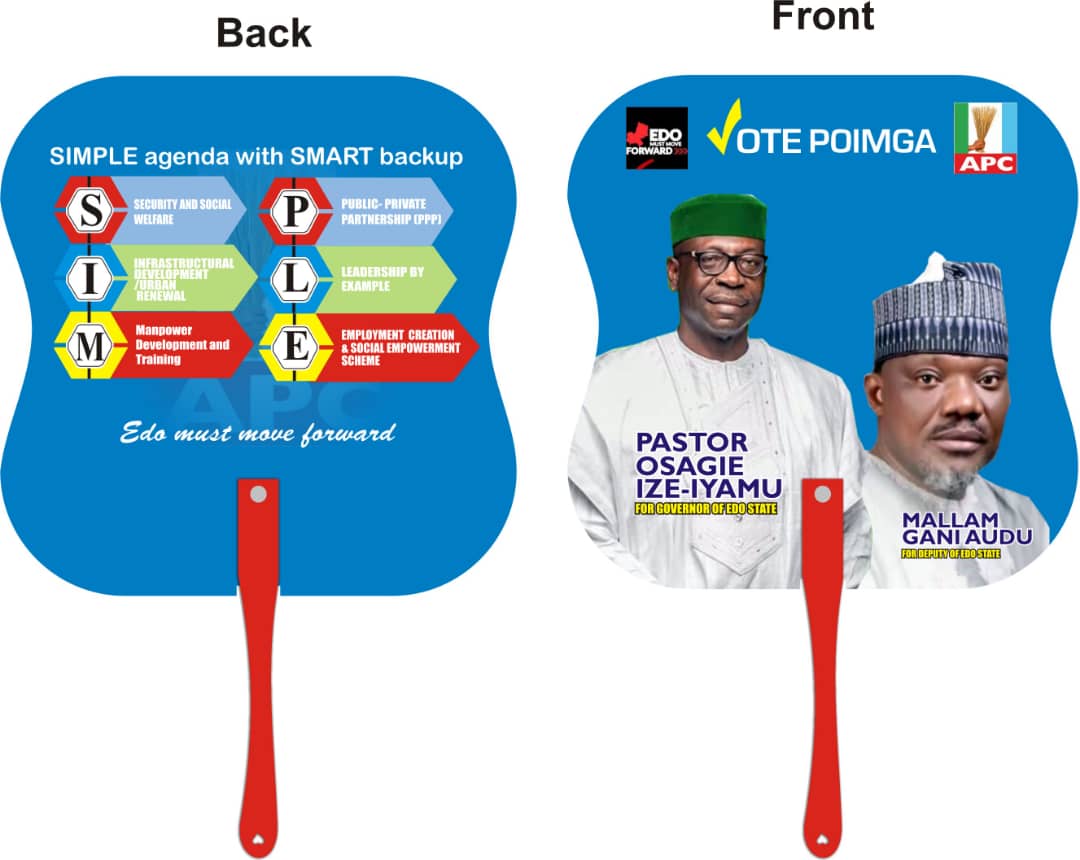 Back
SIMPLE agenda with SMART backup
S
SECURITY AND SOCIAL
WELFARE
P
PUBLIC- PRIVATE
PARTNERSHIP (PPP)
I
INFRASTRUCTURAL
DEVELOPMENT
/URBAN
RENEWAL
L
LEADERSHIP BY
EXAMPLE
M
Manpower
Development and
Training
E
EMPLOYMENT CREATION
& SOCIAL EMPOWERMENT
SCHEME
APC
Edo must move forward
Front
EDO
MUST MOVE
FORWARD >>>
VOTE POIMGA
APC
PASTOR
OSAGIE
IZE-IYAMU
FOR GOVERNOR OF EDO STATE
MALLAM
GANI AUDU
FOR DEPUTY OF EDO STATE